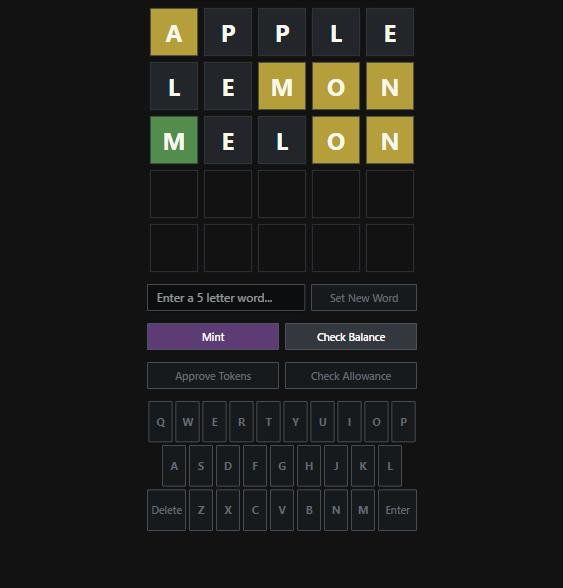 A P P L E
L E M O N
M E L O N
Enter a 5 letter word... Set New Word
Mint Check Balance
Approve Tokens Check Allowance
Q W E R T Y U I O P
A S D F G H J K L
Delete Z X C V B N M Enter